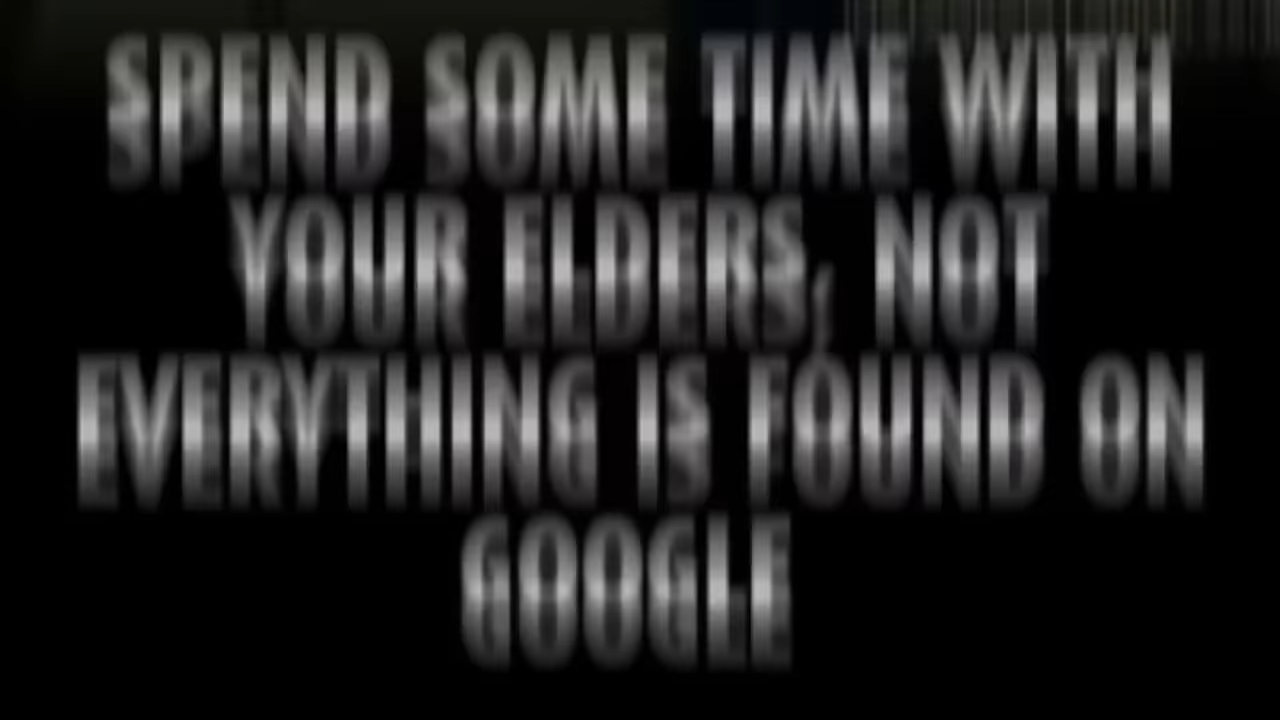 SPEND SOME TIME WITH
YOUR ELDERS, NOT
EVERYTHING IS FOUND ON
GOOGLE